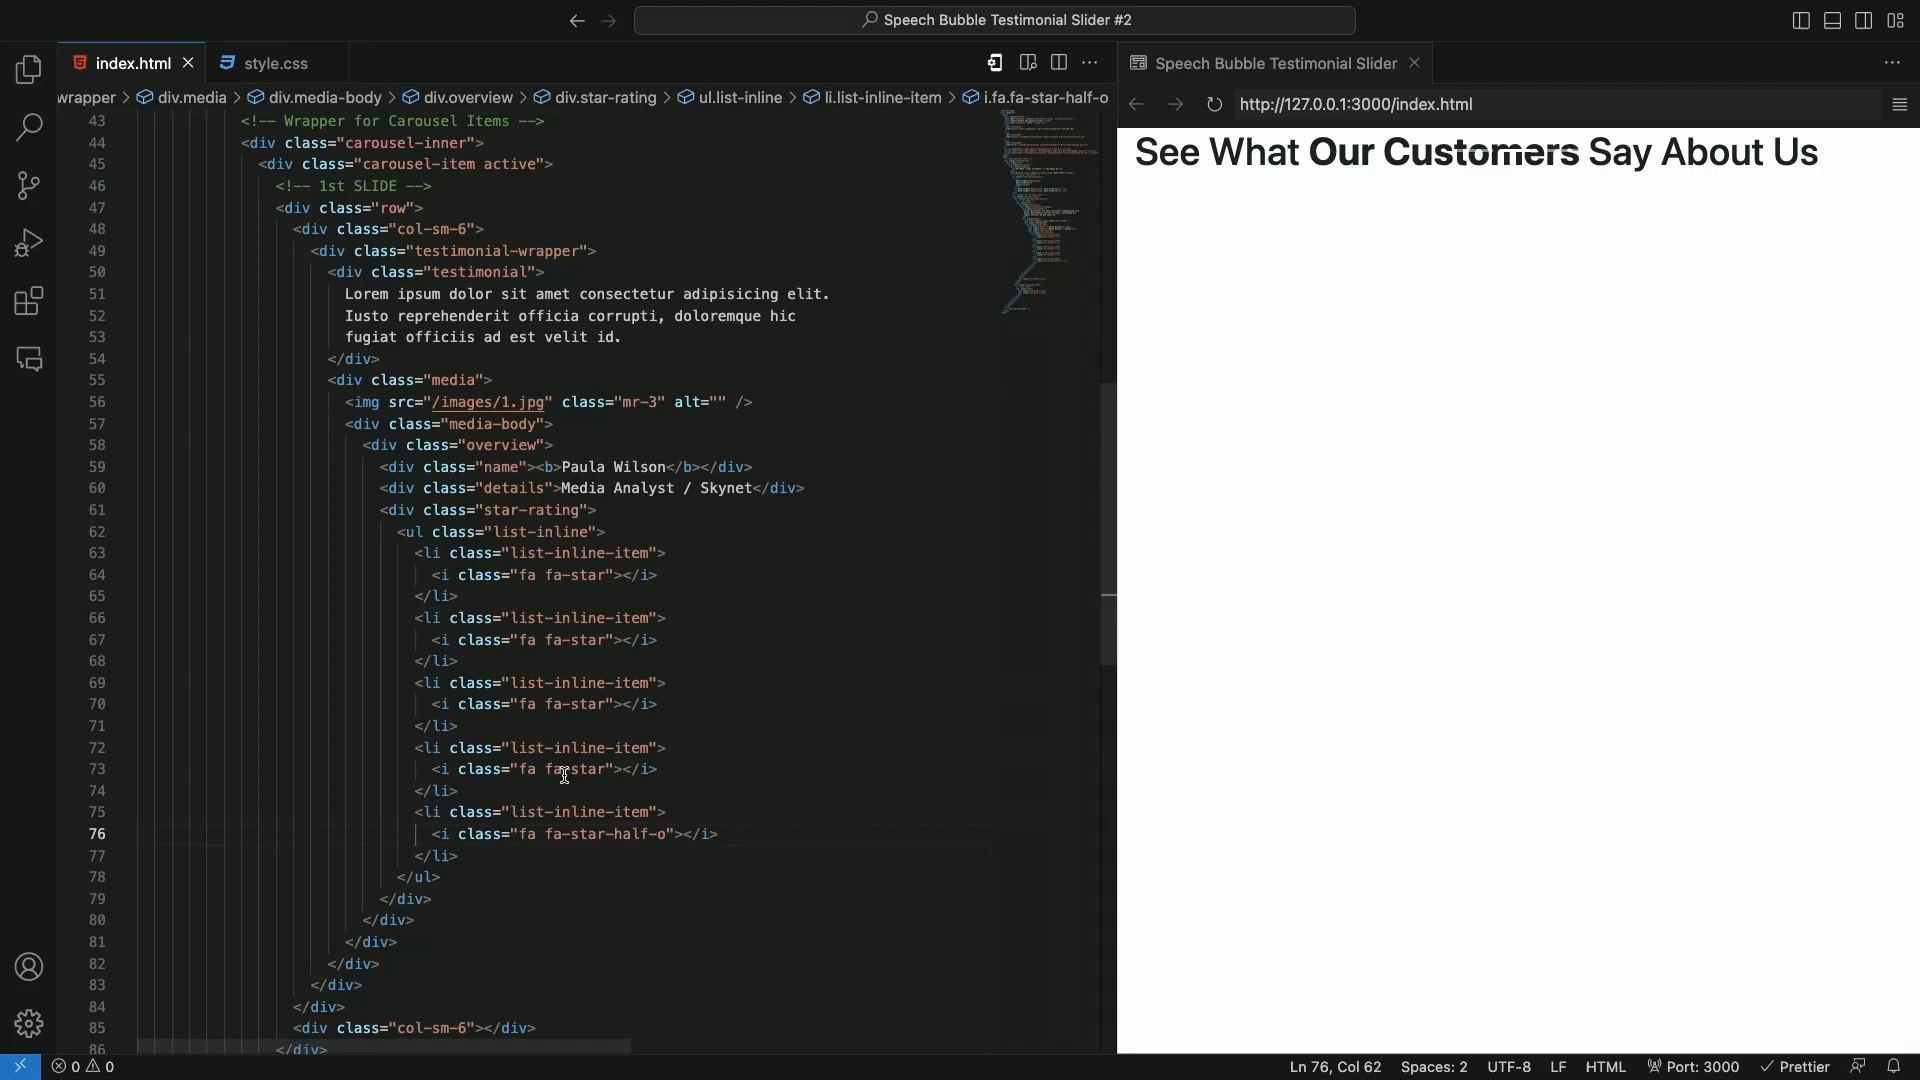 Speech Bubble Testimonial Slider #2
index.html
style.css
Speech Bubble Testimonial Slider
wrapper > div.media > div.media-body > div.overview > div.star-rating > ul.list-inline > li.list-inline-item > i.fa.fa-star-half-o
http://127.0.0.1:3000/index.html
43 <!-- Wrapper for Carousel Items -->
44 <div class="carousel-inner">
45 <div class="carousel-item active">
46 <!-- 1st SLIDE -->
47 <div class="row">
48 <div class="col-sm-6">
49 <div class="testimonial-wrapper">
50 <div class="testimonial">
51 Lorem ipsum dolor sit amet consectetur adipisicing elit.
52 Iusto reprehenderit officia corrupti, doloremque hic
53 fugiat officiis ad est velit id.
54 </div>
55 <div class="media">
56 <img src="/images/1.jpg" class="mr-3" alt="" />
57 <div class="media-body">
58 <div class="overview">
59 <div class="name"><b>Paula Wilson</b></div>
60 <div class="details">Media Analyst / Skynet</div>
61 <div class="star-rating">
62 <ul class="list-inline">
63 <li class="list-inline-item">
64 <i class="fa fa-star"></i>
65 </li>
66 <li class="list-inline-item">
67 <i class="fa fa-star"></i>
68 </li>
69 <li class="list-inline-item">
70 <i class="fa fa-star"></i>
71 </li>
72 <li class="list-inline-item">
73 <i class="fa fa-star"></i>
74 </li>
75 <li class="list-inline-item">
76 <i class="fa fa-star-half-o"></i>
77 </li>
78 </ul>
79 </div>
80 </div>
81 </div>
82 </div>
83 </div>
84 </div>
85 <div class="col-sm-6"></div>
86 </div>
See What Our Customers Say About Us
0 0
Ln 76, Col 62
Spaces: 2
UTF-8
LF
HTML
Port: 3000
Prettier